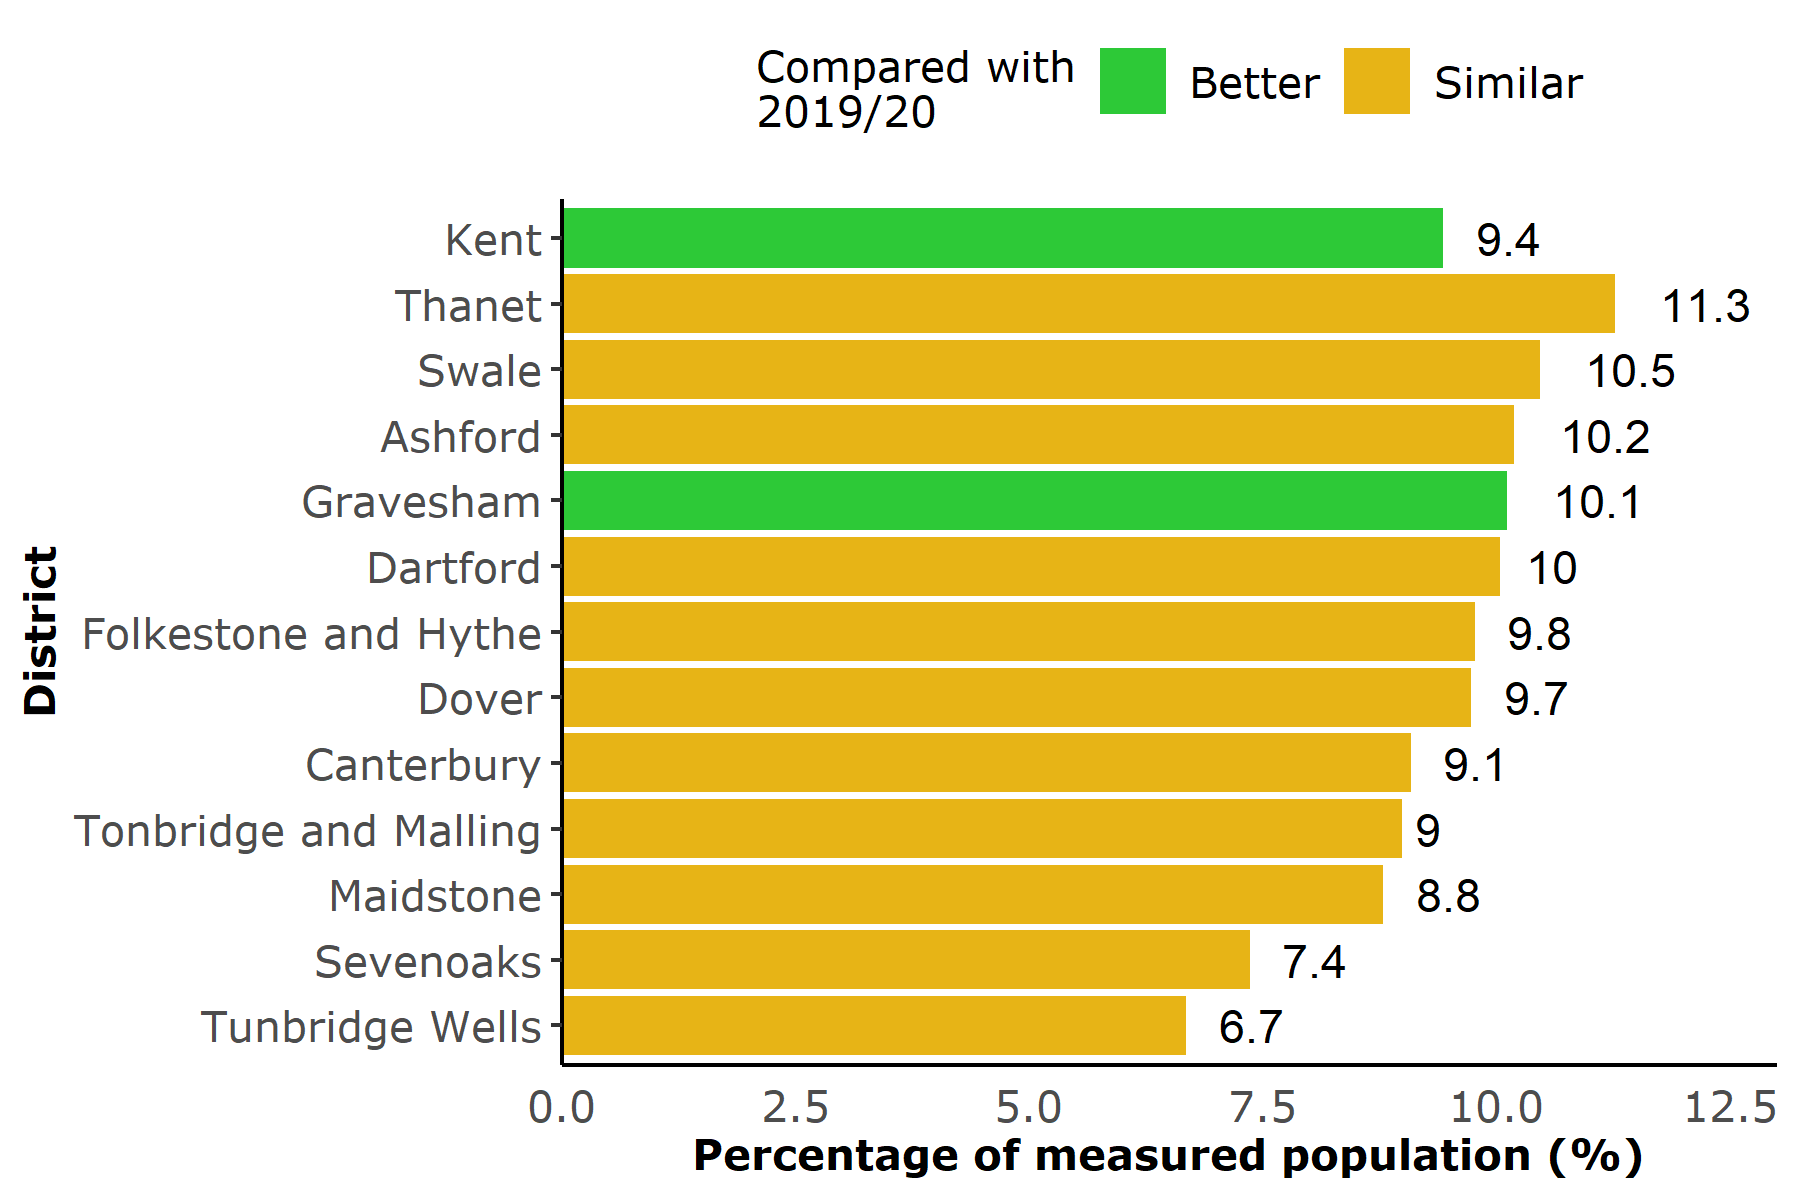 Compared with
2019/20
Better
Similar
Kent 9.4
Thanet 11.3
Swale 10.5
Ashford 10.2
Gravesham 10.1
Dartford 10
Folkestone and Hythe 9.8
Dover 9.7
Canterbury 9.1
Tonbridge and Malling 9
Maidstone 8.8
Sevenoaks 7.4
Tunbridge Wells 6.7
District
0.0 2.5 5.0 7.5 10.0 12.5
Percentage of measured population (%)